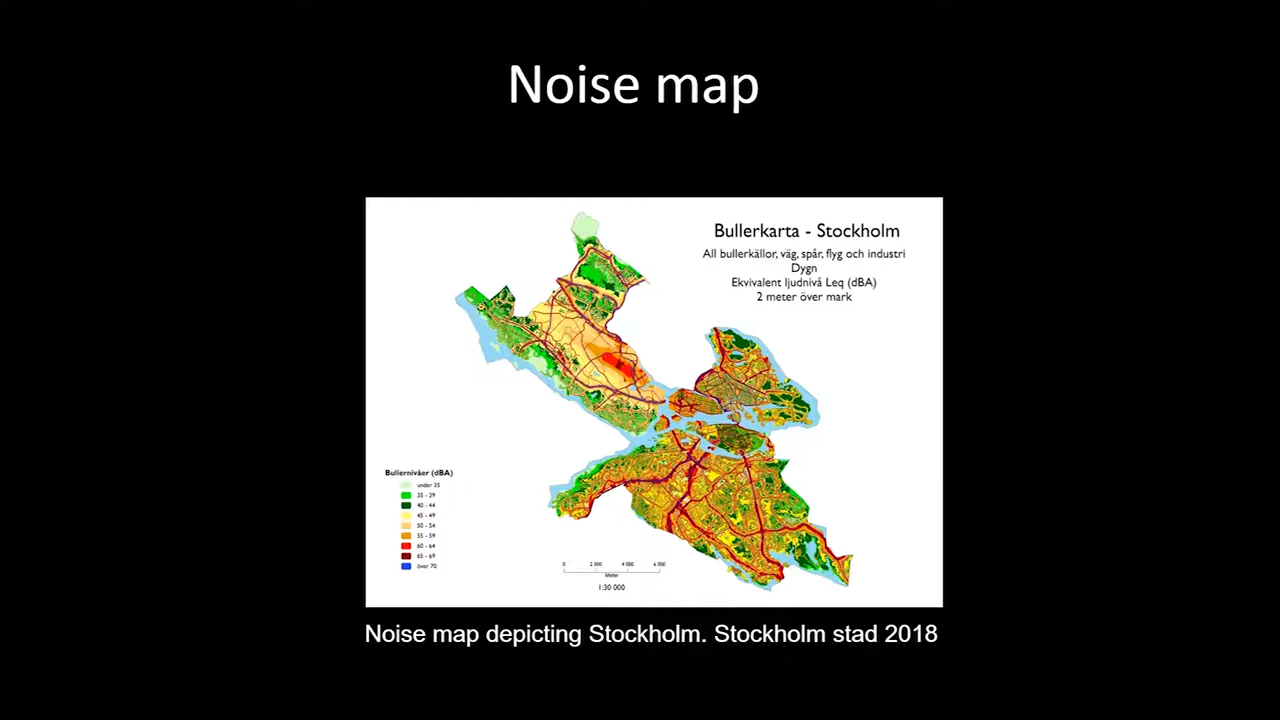 Noise map
Bullerkarta - Stockholm
All bullerkällor, väg, spår, flyg och industri
Dygn
Ekvivalent ljudnivå Leq (dBA)
2 meter över mark
Bullernivåer (dBA)
under 35
35 - 39
40 - 44
45 - 49
50 - 54
55 - 59
60 - 64
65 - 69
över 70
0 2 000 4 000 6 000
Meter
1:30 000
Noise map depicting Stockholm. Stockholm stad 2018